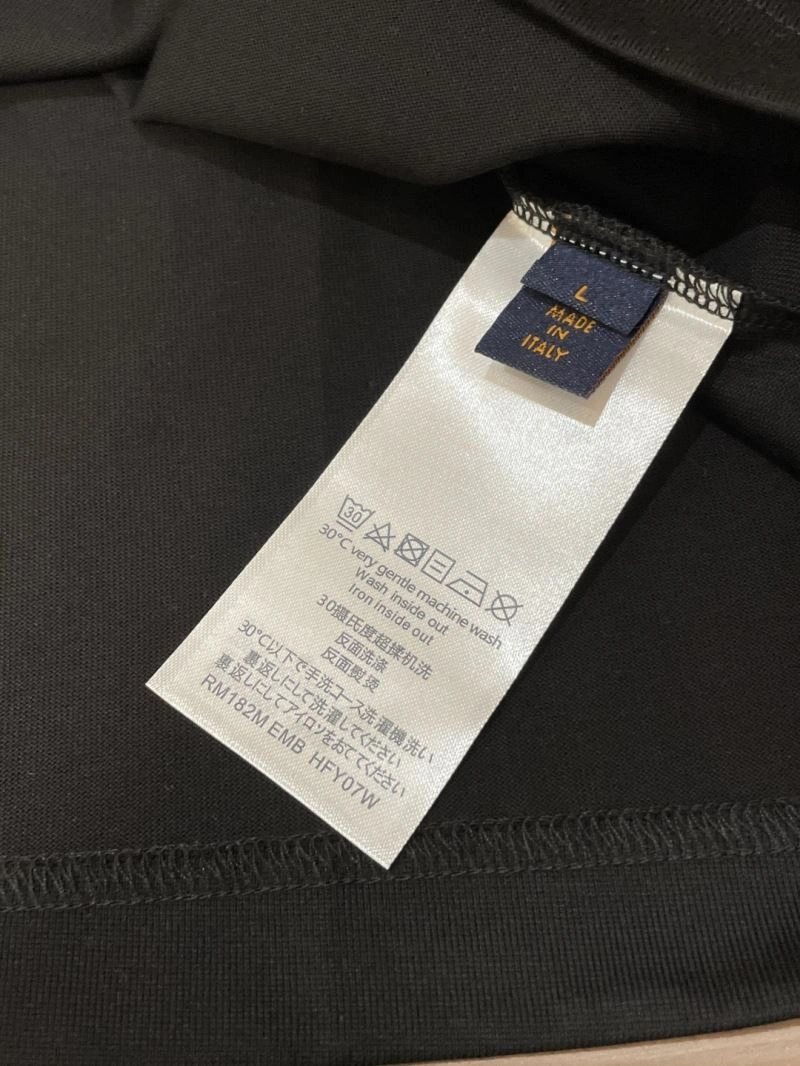 L
MADE
IN
ITALY
30
30°C very gentle machine wash
Wash inside out
Iron inside out
30摄氏度超揉机洗
反面洗涤
反面熨烫
30℃以下で手洗コース洗濯機洗い
裏返しにして洗濯してください
裏返しにしてアイロンをおててください
RM182M EMB HFY07W